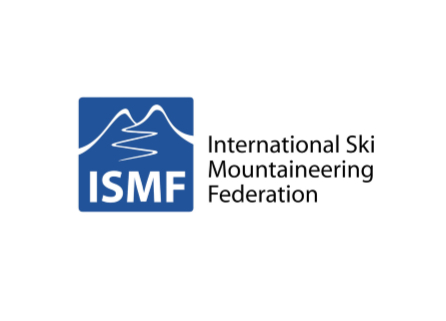 ISMF
International Ski
Mountaineering
Federation